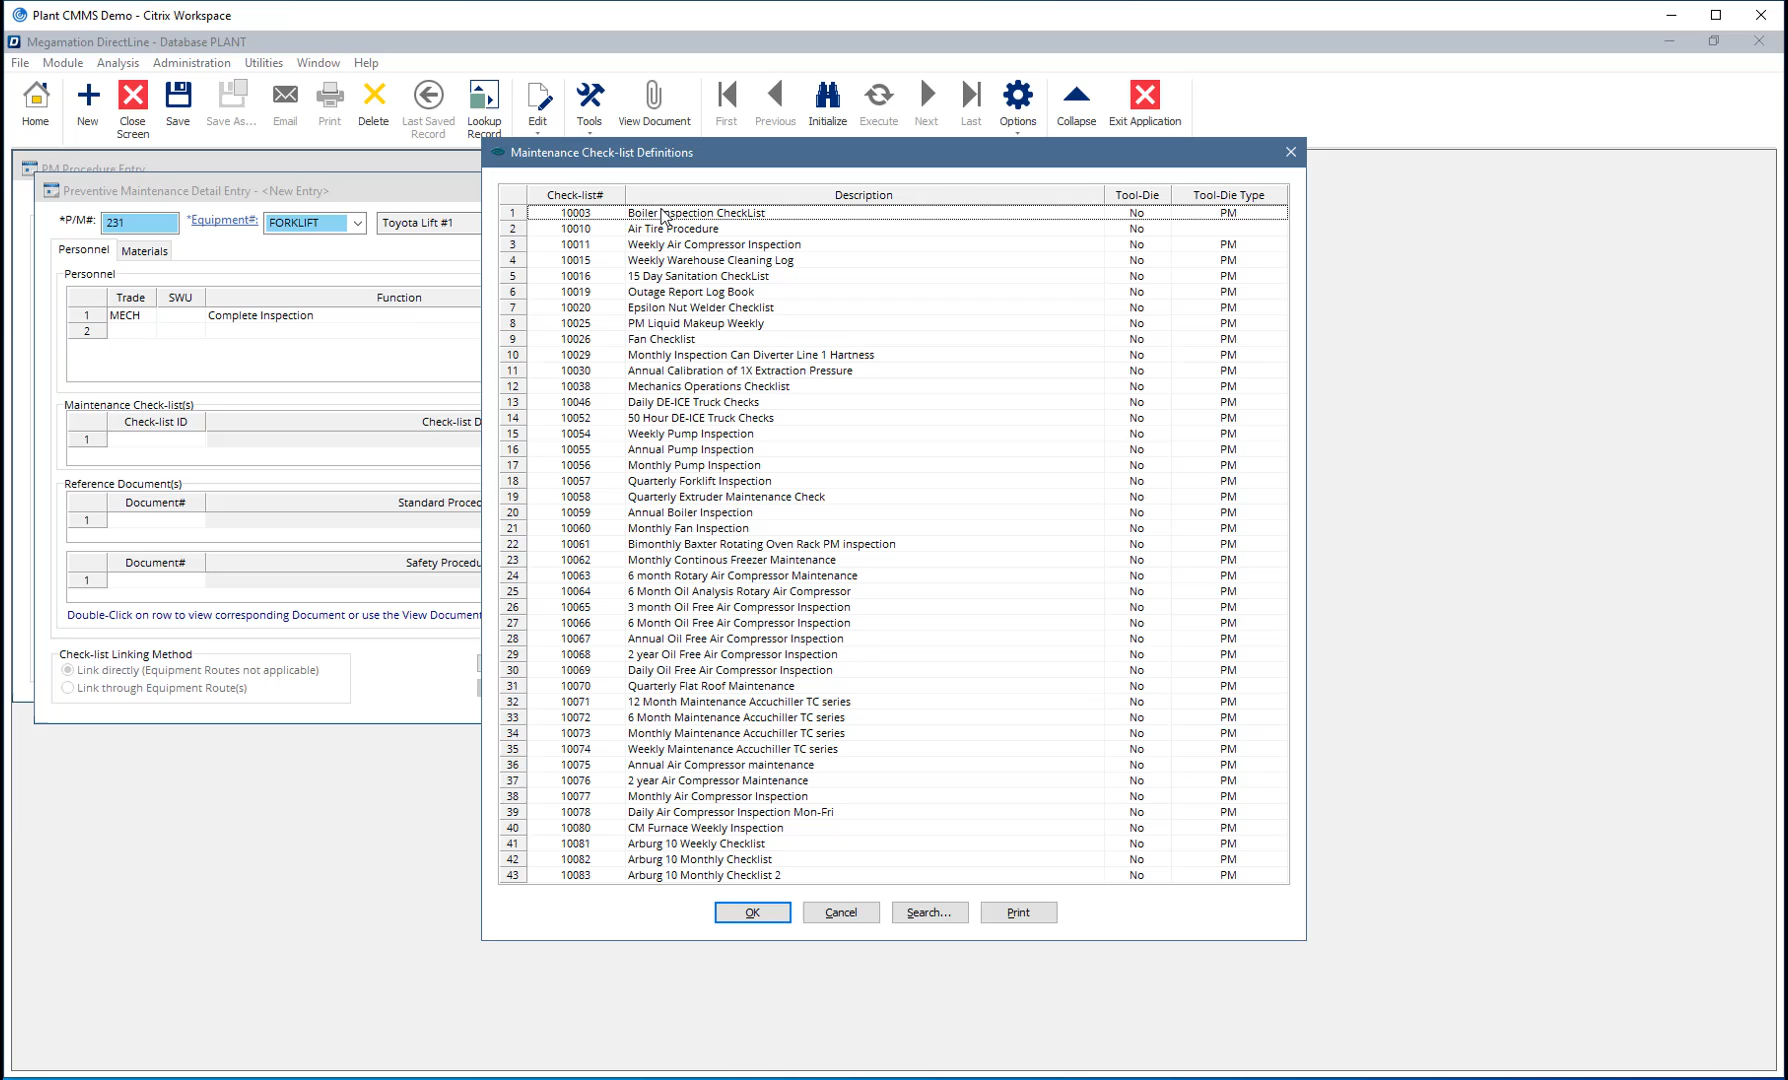 Plant CMMS Demo - Citrix Workspace
Megamation DirectLine - Database PLANT
File Module Analysis Administration Utilities Window Help
Home New Close Screen Save Save As... Email Print Delete Last Saved Record Lookup Record Edit Tools View Document First Previous Initialize Execute Next Last Options Collapse Exit Application
PM Procedure Entry
Preventive Maintenance Detail Entry - <New Entry>
*P/M#: 231 *Equipment#: FORKLIFT Toyota Lift #1
Personnel Materials
Personnel
Trade SWU Function
1 MECH Complete Inspection
2
Maintenance Check-list(s)
Check-list ID Check-list D
1
Reference Document(s)
Document# Standard Proced
1
Document# Safety Procedu
1
Double-Click on row to view corresponding Document or use the View Document
Check-list Linking Method
Link directly (Equipment Routes not applicable)
Link through Equipment Route(s)
Maintenance Check-list Definitions
Check-list# Description Tool-Die Tool-Die Type
1 10003 Boiler Inspection CheckList No PM
2 10010 Air Tire Procedure No
3 10011 Weekly Air Compressor Inspection No PM
4 10015 Weekly Warehouse Cleaning Log No PM
5 10016 15 Day Sanitation CheckList No PM
6 10019 Outage Report Log Book No PM
7 10020 Epsilon Nut Welder Checklist No PM
8 10025 PM Liquid Makeup Weekly No PM
9 10026 Fan Checklist No PM
10 10029 Monthly Inspection Can Diverter Line 1 Hartness No PM
11 10030 Annual Calibration of 1X Extraction Pressure No PM
12 10038 Mechanics Operations Checklist No PM
13 10046 Daily DE-ICE Truck Checks No PM
14 10052 50 Hour DE-ICE Truck Checks No PM
15 10054 Weekly Pump Inspection No PM
16 10055 Annual Pump Inspection No PM
17 10056 Monthly Pump Inspection No PM
18 10057 Quarterly Forklift Inspection No PM
19 10058 Quarterly Extruder Maintenance Check No PM
20 10059 Annual Boiler Inspection No PM
21 10060 Monthly Fan Inspection No PM
22 10061 Bimonthly Baxter Rotating Oven Rack PM inspection No PM
23 10062 Monthly Continous Freezer Maintenance No PM
24 10063 6 month Rotary Air Compressor Maintenance No PM
25 10064 6 Month Oil Analysis Rotary Air Compressor No PM
26 10065 3 month Oil Free Air Compressor Inspection No PM
27 10066 6 Month Oil Free Air Compressor Inspection No PM
28 10067 Annual Oil Free Air Compressor Inspection No PM
29 10068 2 year Oil Free Air Compressor Inspection No PM
30 10069 Daily Oil Free Air Compressor Inspection No PM
31 10070 Quarterly Flat Roof Maintenance No PM
32 10071 12 Month Maintenance Accuchiller TC series No PM
33 10072 6 Month Maintenance Accuchiller TC series No PM
34 10073 Monthly Maintenance Accuchiller TC series No PM
35 10074 Weekly Maintenance Accuchiller TC series No PM
36 10075 Annual Air Compressor maintenance No PM
37 10076 2 year Air Compressor Maintenance No PM
38 10077 Monthly Air Compressor Inspection No PM
39 10078 Daily Air Compressor Inspection Mon-Fri No PM
40 10080 CM Furnace Weekly Inspection No PM
41 10081 Arburg 10 Weekly Checklist No PM
42 10082 Arburg 10 Monthly Checklist No PM
43 10083 Arburg 10 Monthly Checklist 2 No PM
OK Cancel Search... Print